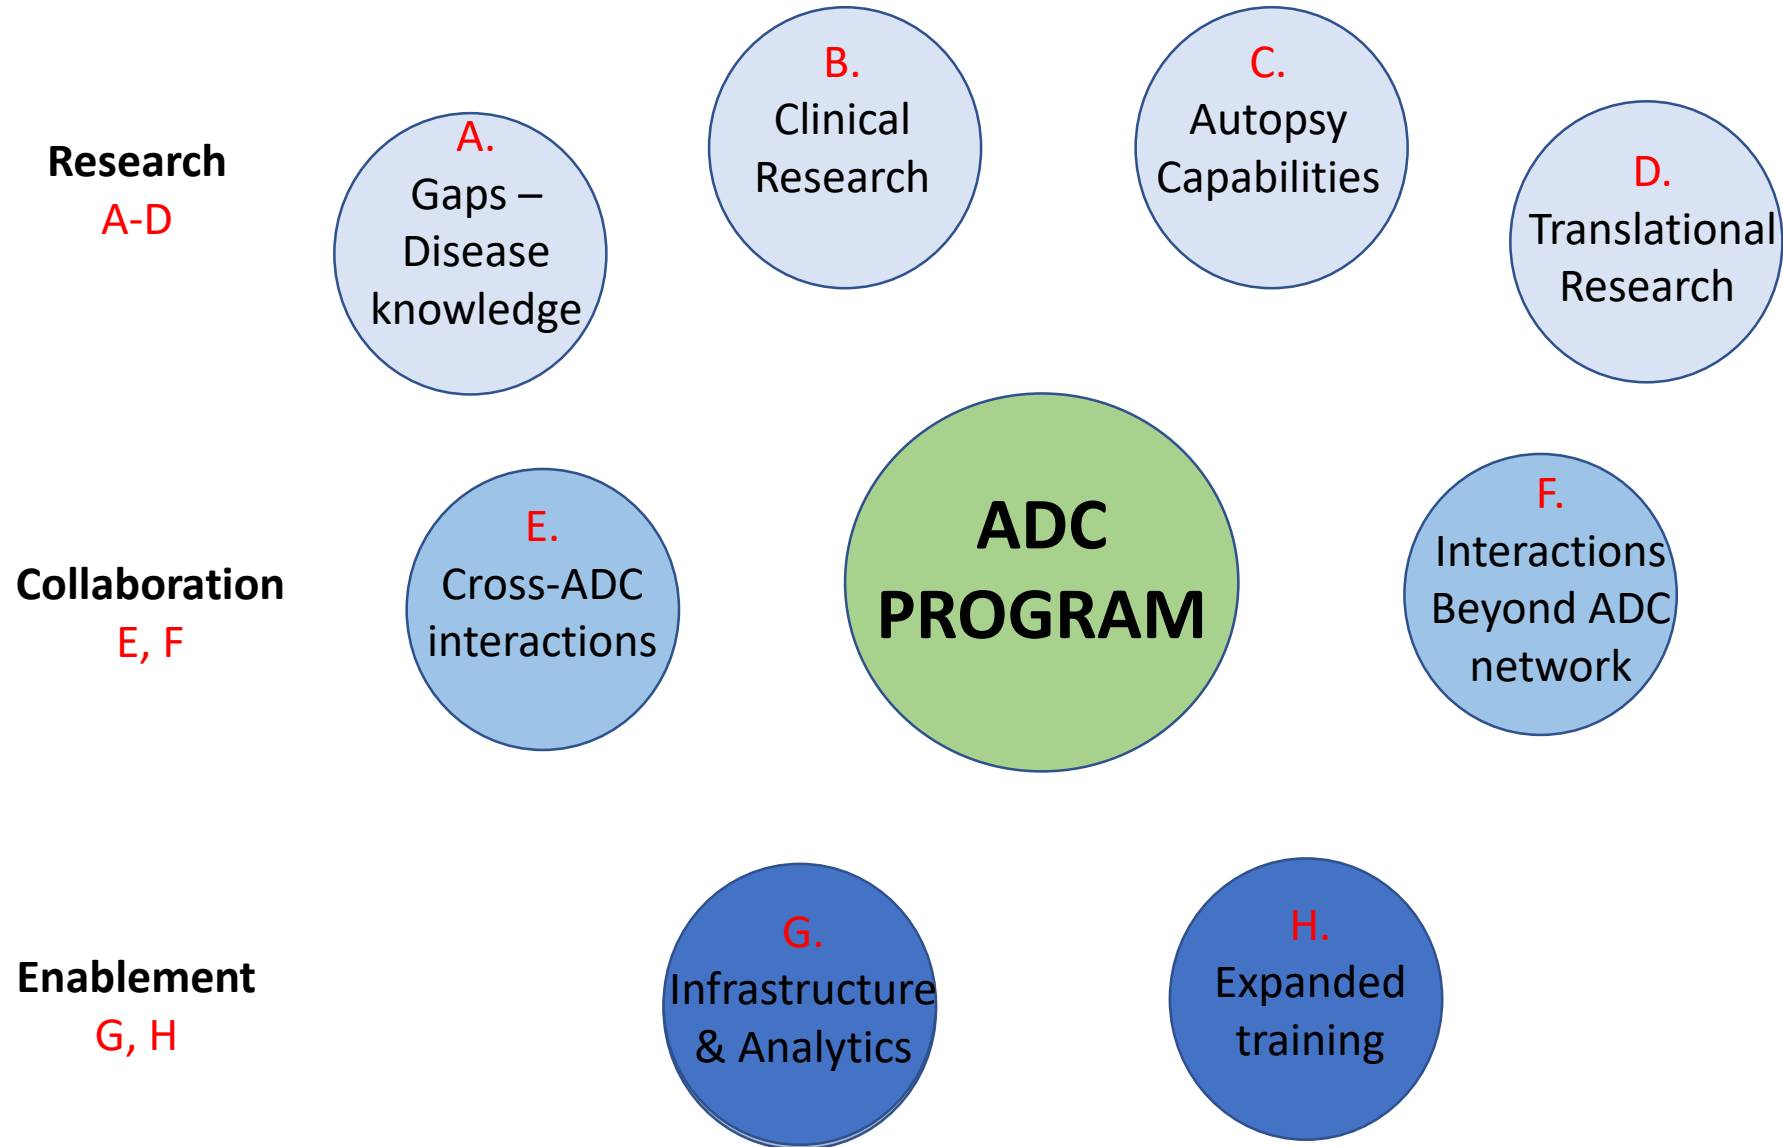 Research
A-D
A.
Gaps –
Disease
knowledge
B.
Clinical
Research
C.
Autopsy
Capabilities
D.
Translational
Research
Collaboration
E, F
E.
Cross-ADC
interactions
ADC
PROGRAM
F.
Interactions
Beyond ADC
network
Enablement
G, H
G.
Infrastructure
& Analytics
H.
Expanded
training